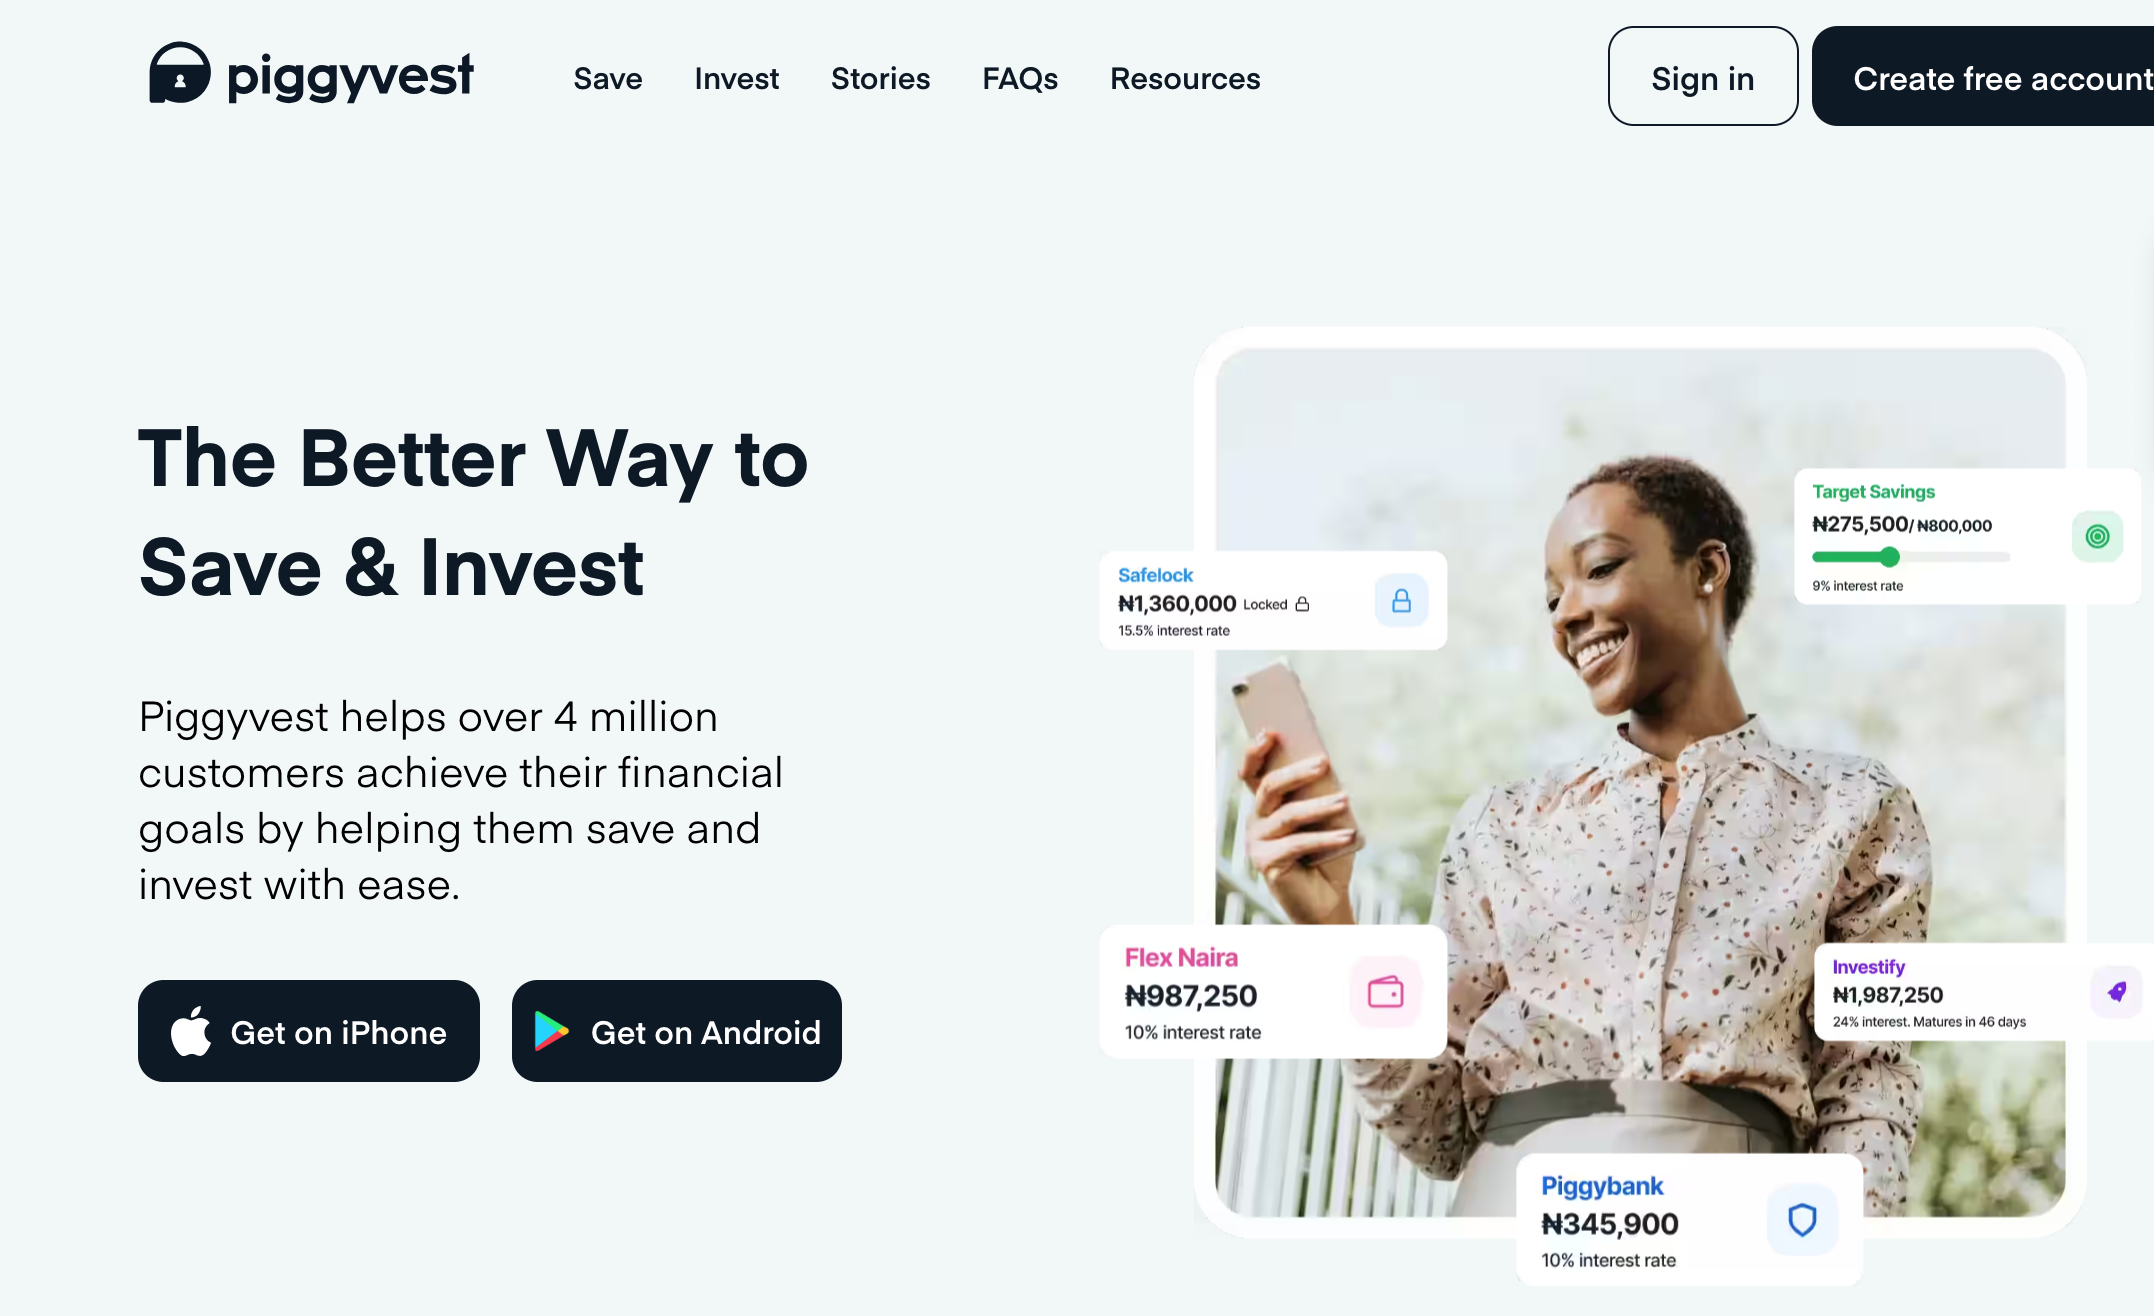 piggyvest
Save
Invest
Stories
FAQs
Resources
Sign in
Create free account
The Better Way to
Save & Invest
Piggyvest helps over 4 million
customers achieve their financial
goals by helping them save and
invest with ease.
Get on iPhone
Get on Android
Target Savings
₦275,500/ ₦800,000
9% interest rate
Safelock
₦1,360,000 Locked
15.5% interest rate
Flex Naira
₦987,250
10% interest rate
Investify
₦1,987,250
24% interest. Matures in 46 days
Piggybank
₦345,900
10% interest rate